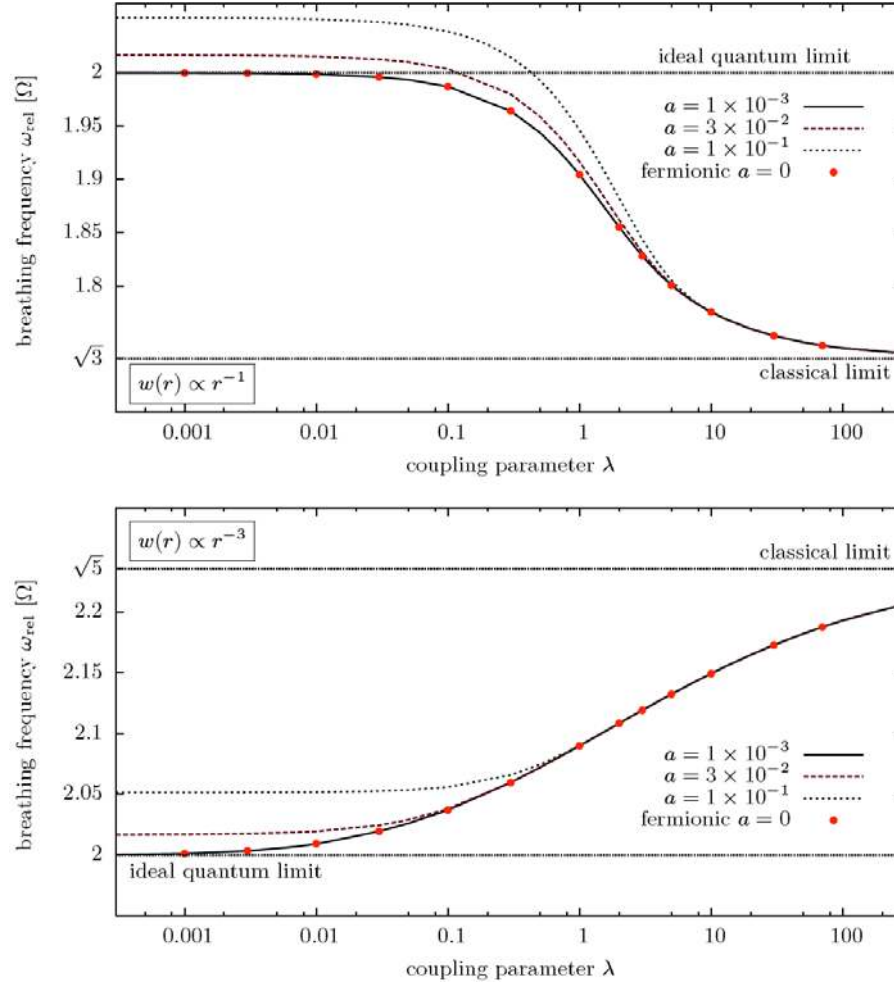 ideal quantum limit
2
a = 1 × 10⁻³
a = 3 × 10⁻²
a = 1 × 10⁻¹
fermionic a = 0
1.95
1.9
1.85
1.8
√3
classical limit
w(r) ∝ r⁻¹
breathing frequency ω_rel [Ω]
0.001 0.01 0.1 1 10 100
coupling parameter λ
w(r) ∝ r⁻³
classical limit
√5
2.2
2.15
2.1
2.05
2
a = 1 × 10⁻³
a = 3 × 10⁻²
a = 1 × 10⁻¹
fermionic a = 0
ideal quantum limit
breathing frequency ω_rel [Ω]
0.001 0.01 0.1 1 10 100
coupling parameter λ